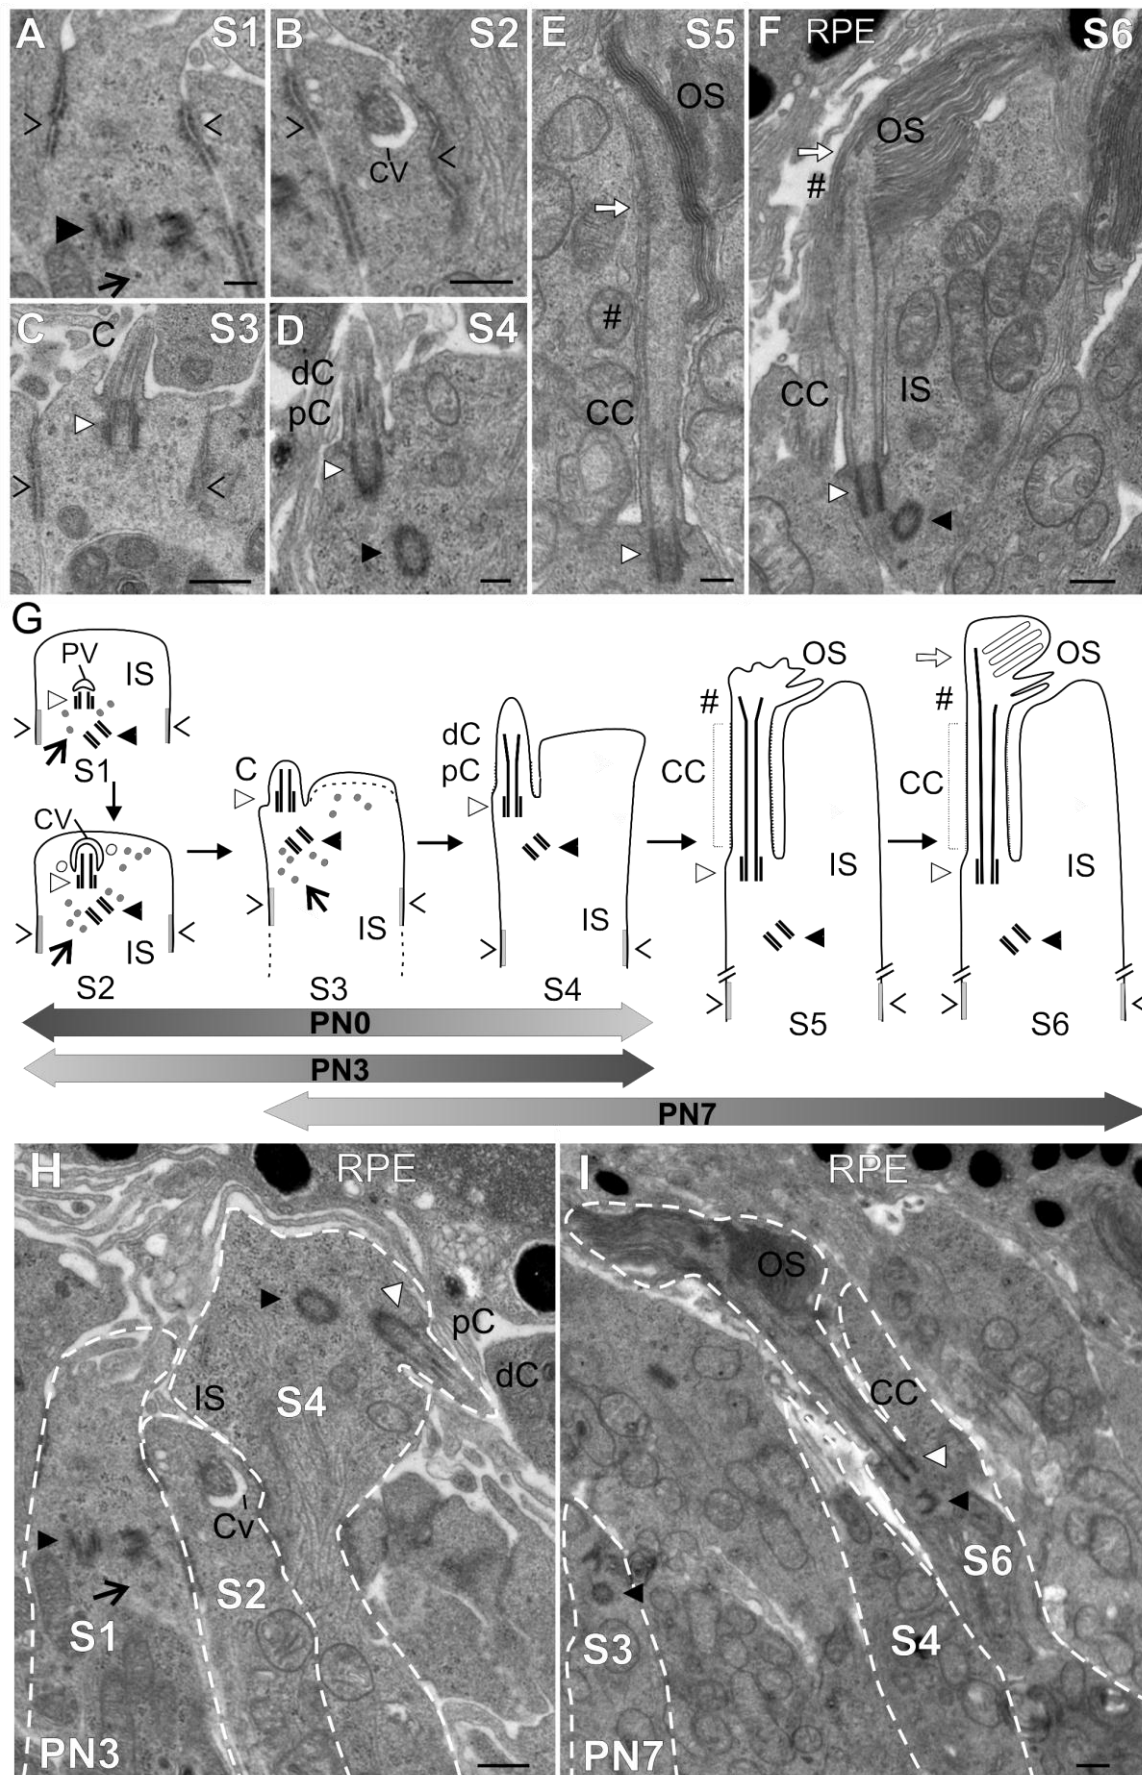 A S1
B S2
CV
C C S3
D S4
dC
pC
E S5
OS
#
CC
F RPE S6
OS
#
CC IS
G
PV
IS
S1
CV
IS
S2
C
IS
S3
dC
pC
IS
S4
OS
#
CC
IS
S5
OS
#
CC
IS
S6
PN0
PN3
PN7
H RPE
pC
dC
IS
S4
Cv
S2
S1
PN3
I RPE
OS
CC
S6
S4
S3
PN7